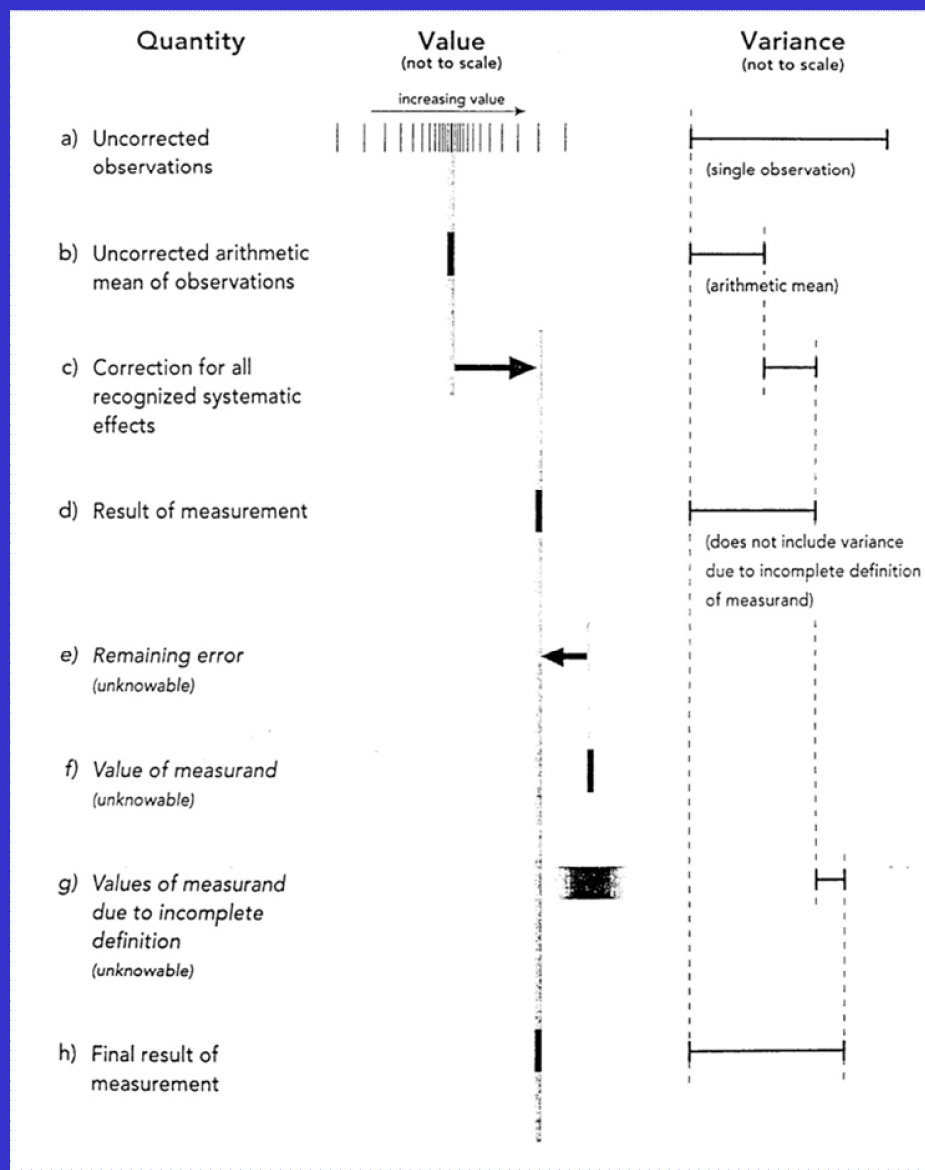 Quantity
Value
(not to scale)
Variance
(not to scale)
increasing value
a) Uncorrected
observations
(single observation)
b) Uncorrected arithmetic
mean of observations
(arithmetic mean)
c) Correction for all
recognized systematic
effects
d) Result of measurement
(does not include variance
due to incomplete definition
of measurand)
e) Remaining error
(unknowable)
f) Value of measurand
(unknowable)
g) Values of measurand
due to incomplete
definition
(unknowable)
h) Final result of
measurement